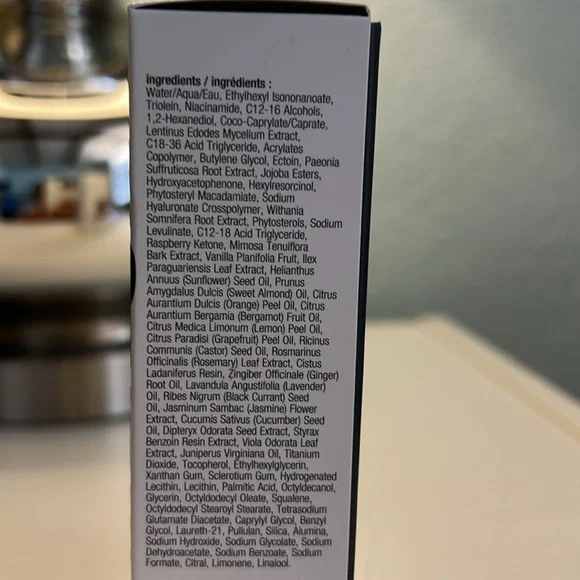 ingredients / ingrédients :
Water/Aqua/Eau, Ethylhexyl Isononanoate,
Triolein, Niacinamide, C12-16 Alcohols,
1,2-Hexanediol, Coco-Caprylate/Caprate,
Lentinus Edodes Mycelium Extract,
C18-36 Acid Triglyceride, Acrylates
Copolymer, Butylene Glycol, Ectoin, Paeonia
Suffruticosa Root Extract, Jojoba Esters,
Hydroxyacetophenone, Hexylresorcinol,
Phytosteryl Macadamiate, Sodium
Hyaluronate Crosspolymer, Withania
Somnifera Root Extract, Phytosterols, Sodium
Levulinate, C12-18 Acid Triglyceride,
Raspberry Ketone, Mimosa Tenuiflora
Bark Extract, Vanilla Planifolia Fruit, Ilex
Paraguariensis Leaf Extract, Helianthus
Annuus (Sunflower) Seed Oil, Prunus
Amygdalus Dulcis (Sweet Almond) Oil, Citrus
Aurantium Dulcis (Orange) Peel Oil, Citrus
Aurantium Bergamia (Bergamot) Fruit Oil,
Citrus Medica Limonum (Lemon) Peel Oil,
Citrus Paradisi (Grapefruit) Peel Oil, Ricinus
Communis (Castor) Seed Oil, Rosmarinus
Officinalis (Rosemary) Leaf Extract, Cistus
Ladaniferus Resin, Zingiber Officinale (Ginger)
Root Oil, Lavandula Angustifolia (Lavender)
Oil, Ribes Nigrum (Black Currant) Seed
Oil, Jasminum Sambac (Jasmine) Flower
Extract, Cucumis Sativus (Cucumber) Seed
Oil, Dipteryx Odorata Seed Extract, Styrax
Benzoin Resin Extract, Viola Odorata Leaf
Extract, Juniperus Virginiana Oil, Titanium
Dioxide, Tocopherol, Ethylhexylglycerin,
Xanthan Gum, Sclerotium Gum, Hydrogenated
Lecithin, Lecithin, Palmitic Acid, Octyldecanol,
Glycerin, Octyldodecyl Oleate, Squalene,
Octyldodecyl Stearoyl Stearate, Tetrasodium
Glutamate Diacetate, Caprylyl Glycol, Benzyl
Glycol, Laureth-21, Pullulan, Silica, Alumina,
Sodium Hydroxide, Sodium Glycolate, Sodium
Dehydroacetate, Sodium Benzoate, Sodium
Formate, Citral, Limonene, Linalool.